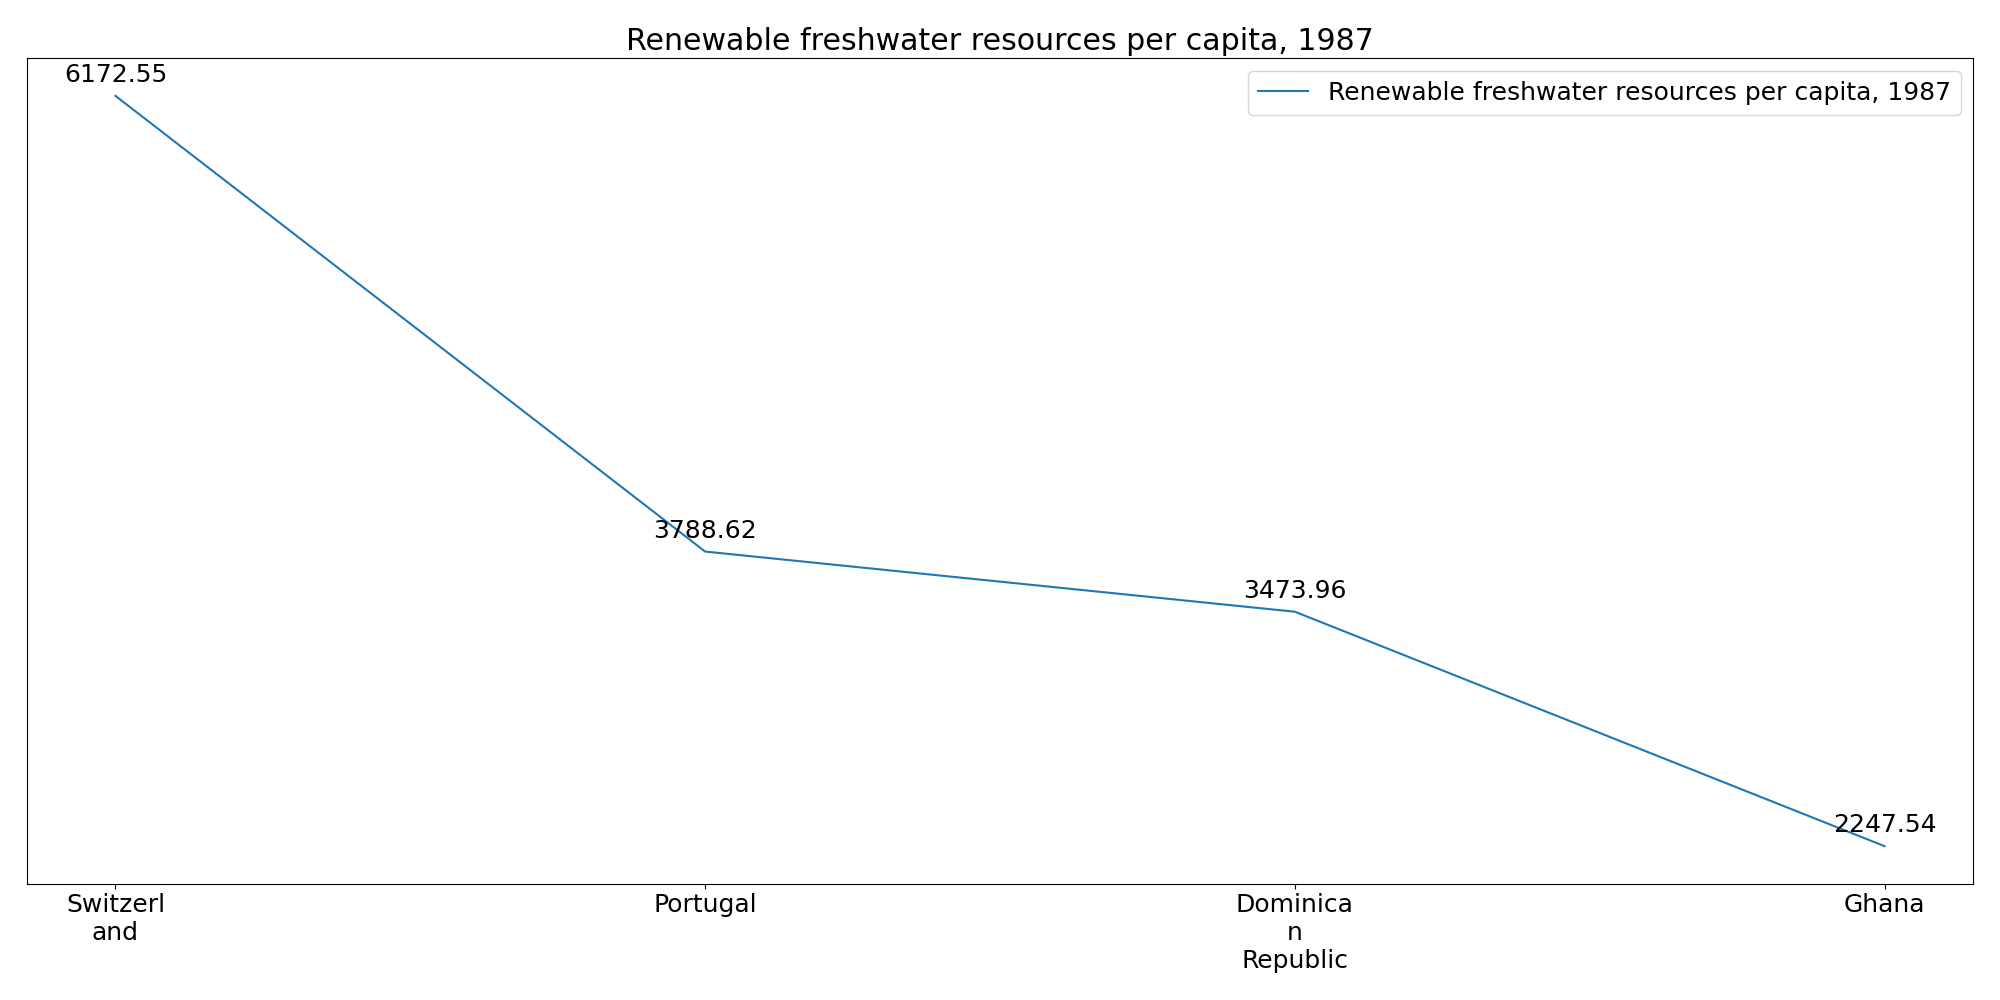 Renewable freshwater resources per capita, 1987
6172.55
Renewable freshwater resources per capita, 1987
3788.62
3473.96
2247.54
Switzerl
and
Portugal
Dominica
n
Republic
Ghana